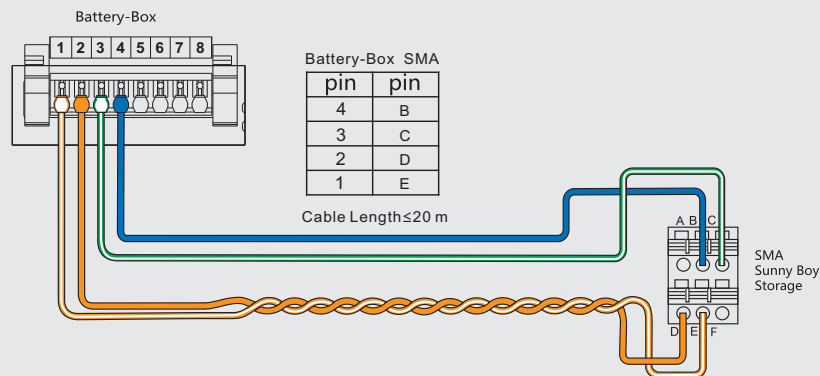 Battery-Box
1 2 3 4 5 6 7 8
Battery-Box SMA
pin pin
4 B
3 C
2 D
1 E
Cable Length≤20 m
A B C
SMA
Sunny Boy
Storage
D E F